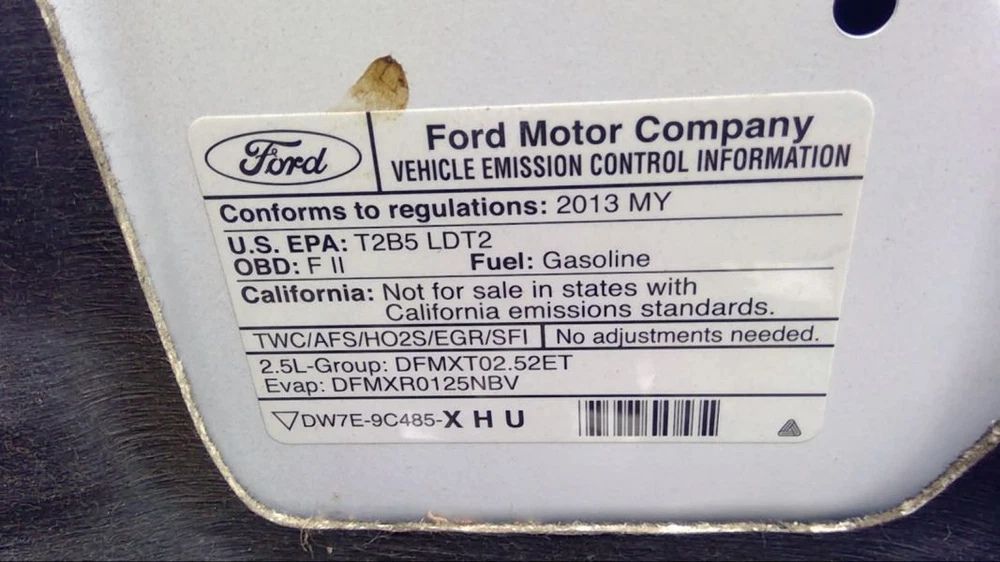 Ford
Ford Motor Company
VEHICLE EMISSION CONTROL INFORMATION
Conforms to regulations: 2013 MY
U.S. EPA: T2B5 LDT2
OBD: F II Fuel: Gasoline
California: Not for sale in states with
California emissions standards.
TWC/AFS/HO2S/EGR/SFI No adjustments needed.
2.5L-Group: DFMXT02.52ET
Evap: DFMXR0125NBV
▽DW7E-9C485-X H U